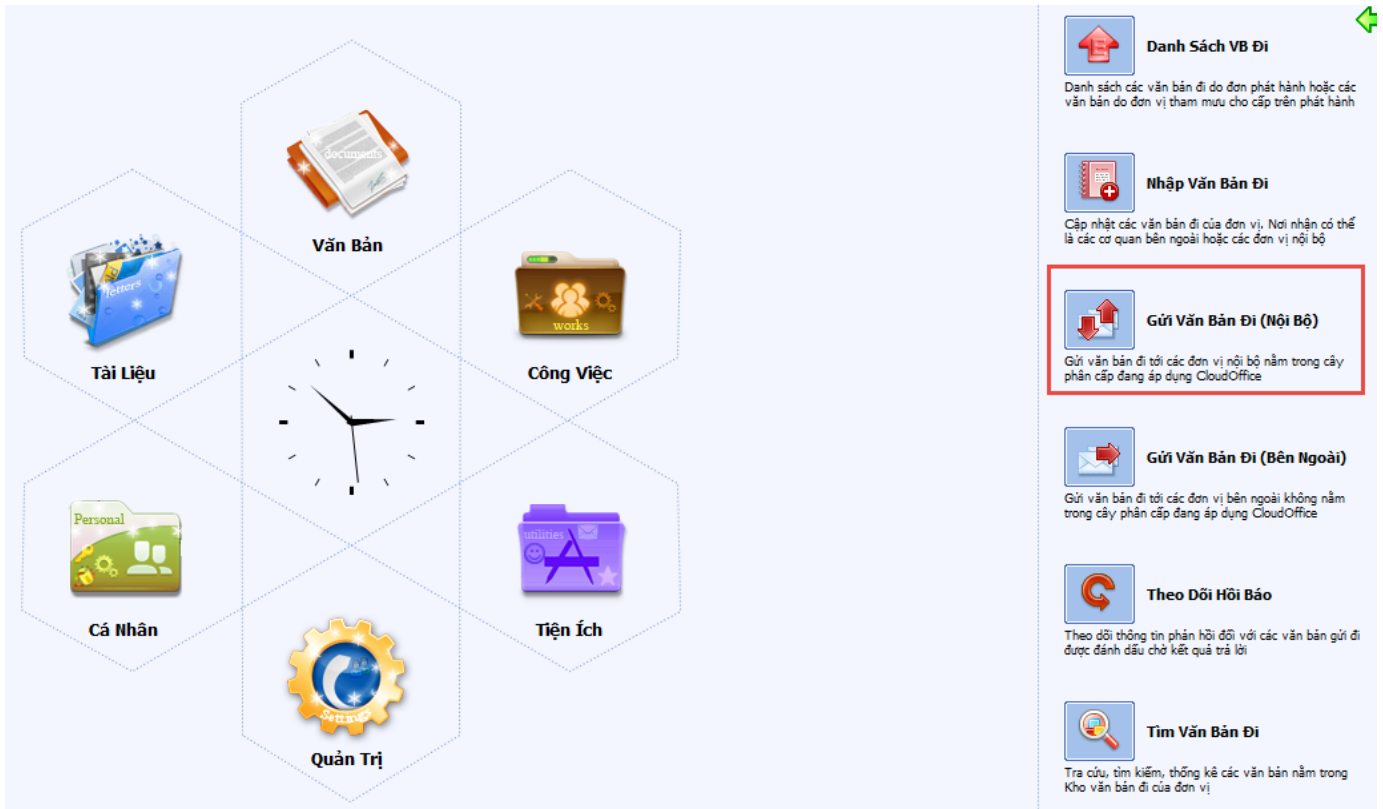 documents
Văn Bản
letters
Tài Liệu
works
Công Việc
Personal
Cá Nhân
utilities
Tiện Ích
Settings
Quản Trị
Danh Sách VB Đi
Danh sách các văn bản đi do đơn phát hành hoặc các
văn bản do đơn vị tham mưu cho cấp trên phát hành
Nhập Văn Bản Đi
Cập nhật các văn bản đi của đơn vị. Nơi nhận có thể
là các cơ quan bên ngoài hoặc các đơn vị nội bộ
Gửi Văn Bản Đi (Nội Bộ)
Gửi văn bản đi tới các đơn vị nội bộ nằm trong cây
phân cấp đang áp dụng CloudOffice
Gửi Văn Bản Đi (Bên Ngoài)
Gửi văn bản đi tới các đơn vị bên ngoài không nằm
trong cây phân cấp đang áp dụng CloudOffice
Theo Dõi Hồi Báo
Theo dõi thông tin phản hồi đối với các văn bản gửi đi
được đánh dấu chờ kết quả trả lời
Tìm Văn Bản Đi
Tra cứu, tìm kiếm, thống kê các văn bản nằm trong
Kho văn bản đi của đơn vị